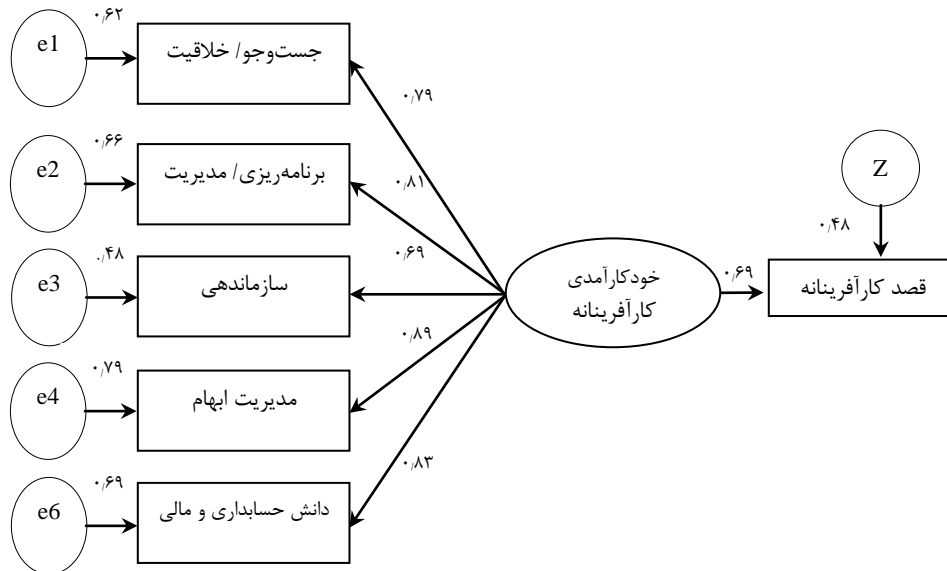 e1
۰٫۶۲
جست‌وجو/ خلاقیت
۰٫۷۹
e2
۰٫۶۶
برنامه‌ریزی/ مدیریت
۰٫۸۱
Z
۰٫۴۸
e3
.٫۴۸
سازماندهی
۰٫۶۹
خودکارآمدی
کارآفرینانه
۰٫۶۹
قصد کارآفرینانه
e4
۰٫۷۹
مدیریت ابهام
۰٫۸۹
e6
۰٫۶۹
دانش حسابداری و مالی
۰٫۸۳